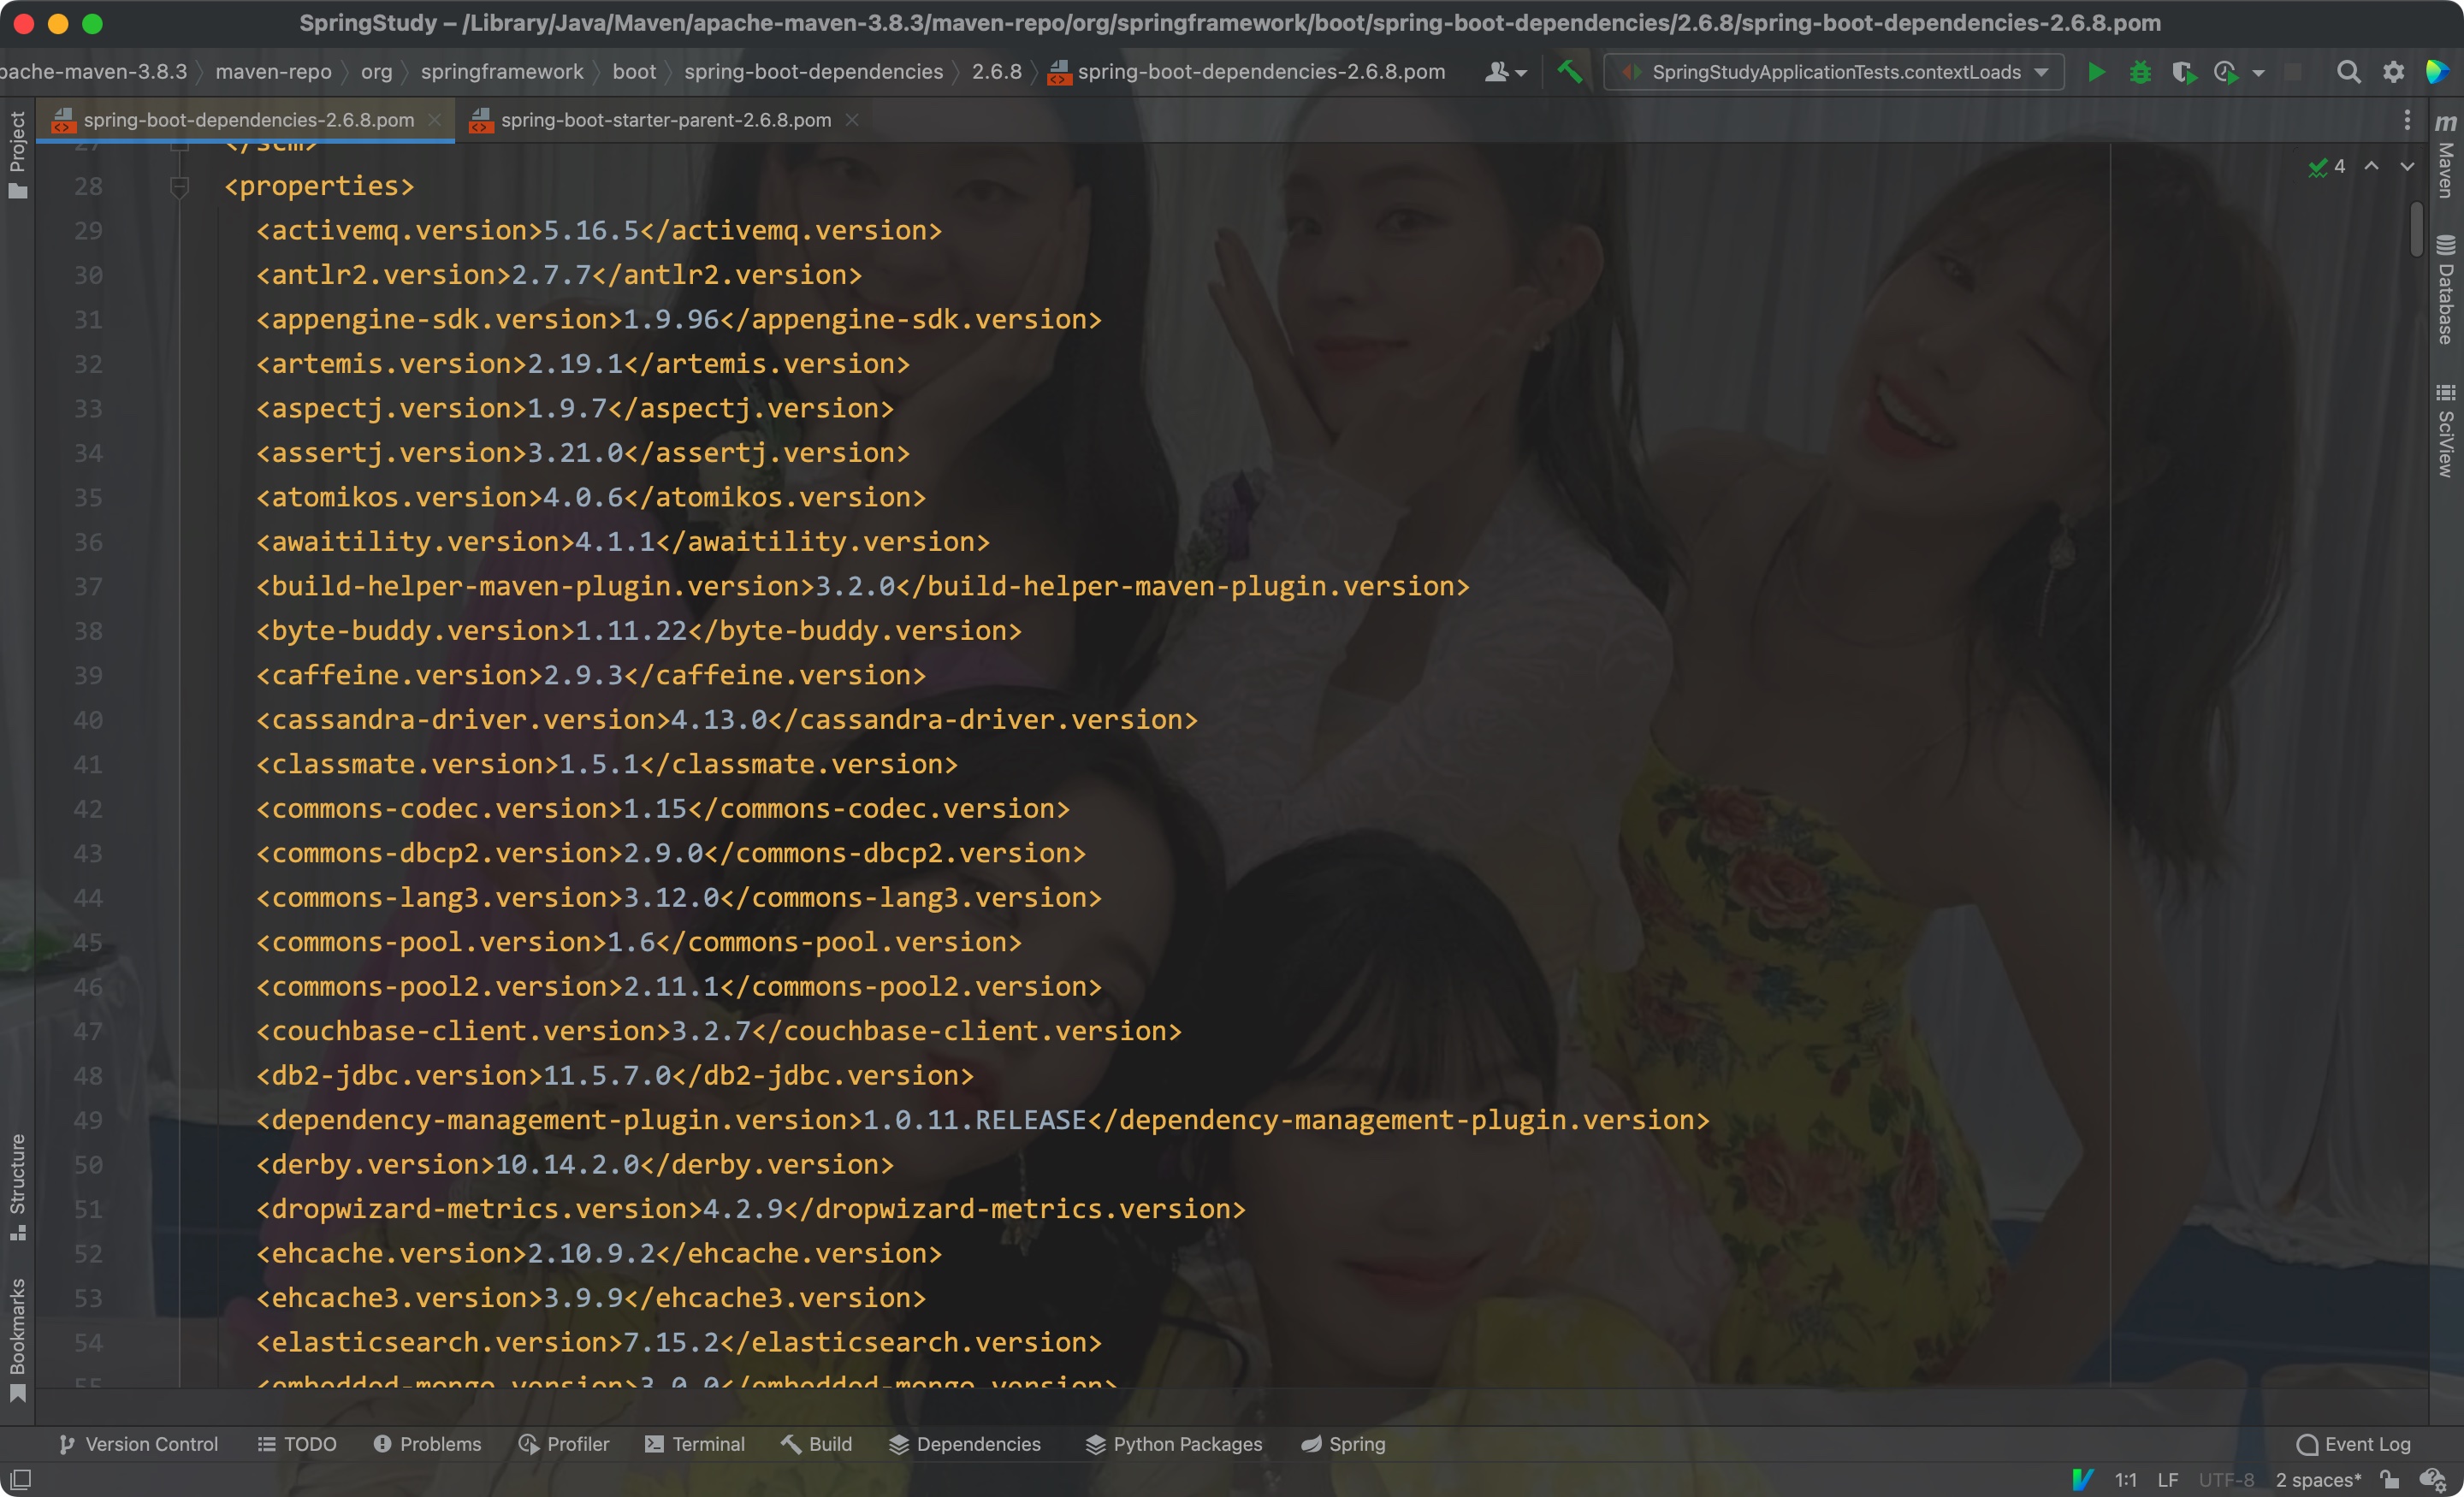 SpringStudy – /Library/Java/Maven/apache-maven-3.8.3/maven-repo/org/springframework/boot/spring-boot-dependencies/2.6.8/spring-boot-dependencies-2.6.8.pom
pache-maven-3.8.3 maven-repo org springframework boot spring-boot-dependencies 2.6.8 spring-boot-dependencies-2.6.8.pom SpringStudyApplicationTests.contextLoads
spring-boot-dependencies-2.6.8.pom spring-boot-starter-parent-2.6.8.pom
Project
Structure
Bookmarks
27 </scm>
28 <properties>
29 <activemq.version>5.16.5</activemq.version>
30 <antlr2.version>2.7.7</antlr2.version>
31 <appengine-sdk.version>1.9.96</appengine-sdk.version>
32 <artemis.version>2.19.1</artemis.version>
33 <aspectj.version>1.9.7</aspectj.version>
34 <assertj.version>3.21.0</assertj.version>
35 <atomikos.version>4.0.6</atomikos.version>
36 <awaitility.version>4.1.1</awaitility.version>
37 <build-helper-maven-plugin.version>3.2.0</build-helper-maven-plugin.version>
38 <byte-buddy.version>1.11.22</byte-buddy.version>
39 <caffeine.version>2.9.3</caffeine.version>
40 <cassandra-driver.version>4.13.0</cassandra-driver.version>
41 <classmate.version>1.5.1</classmate.version>
42 <commons-codec.version>1.15</commons-codec.version>
43 <commons-dbcp2.version>2.9.0</commons-dbcp2.version>
44 <commons-lang3.version>3.12.0</commons-lang3.version>
45 <commons-pool.version>1.6</commons-pool.version>
46 <commons-pool2.version>2.11.1</commons-pool2.version>
47 <couchbase-client.version>3.2.7</couchbase-client.version>
48 <db2-jdbc.version>11.5.7.0</db2-jdbc.version>
49 <dependency-management-plugin.version>1.0.11.RELEASE</dependency-management-plugin.version>
50 <derby.version>10.14.2.0</derby.version>
51 <dropwizard-metrics.version>4.2.9</dropwizard-metrics.version>
52 <ehcache.version>2.10.9.2</ehcache.version>
53 <ehcache3.version>3.9.9</ehcache3.version>
54 <elasticsearch.version>7.15.2</elasticsearch.version>
55 <embedded-mongo.version>3.0.0</embedded-mongo.version>
4
m
Maven
Database
SciView
Version Control TODO Problems Profiler Terminal Build Dependencies Python Packages Spring Event Log
1:1 LF UTF-8 2 spaces*